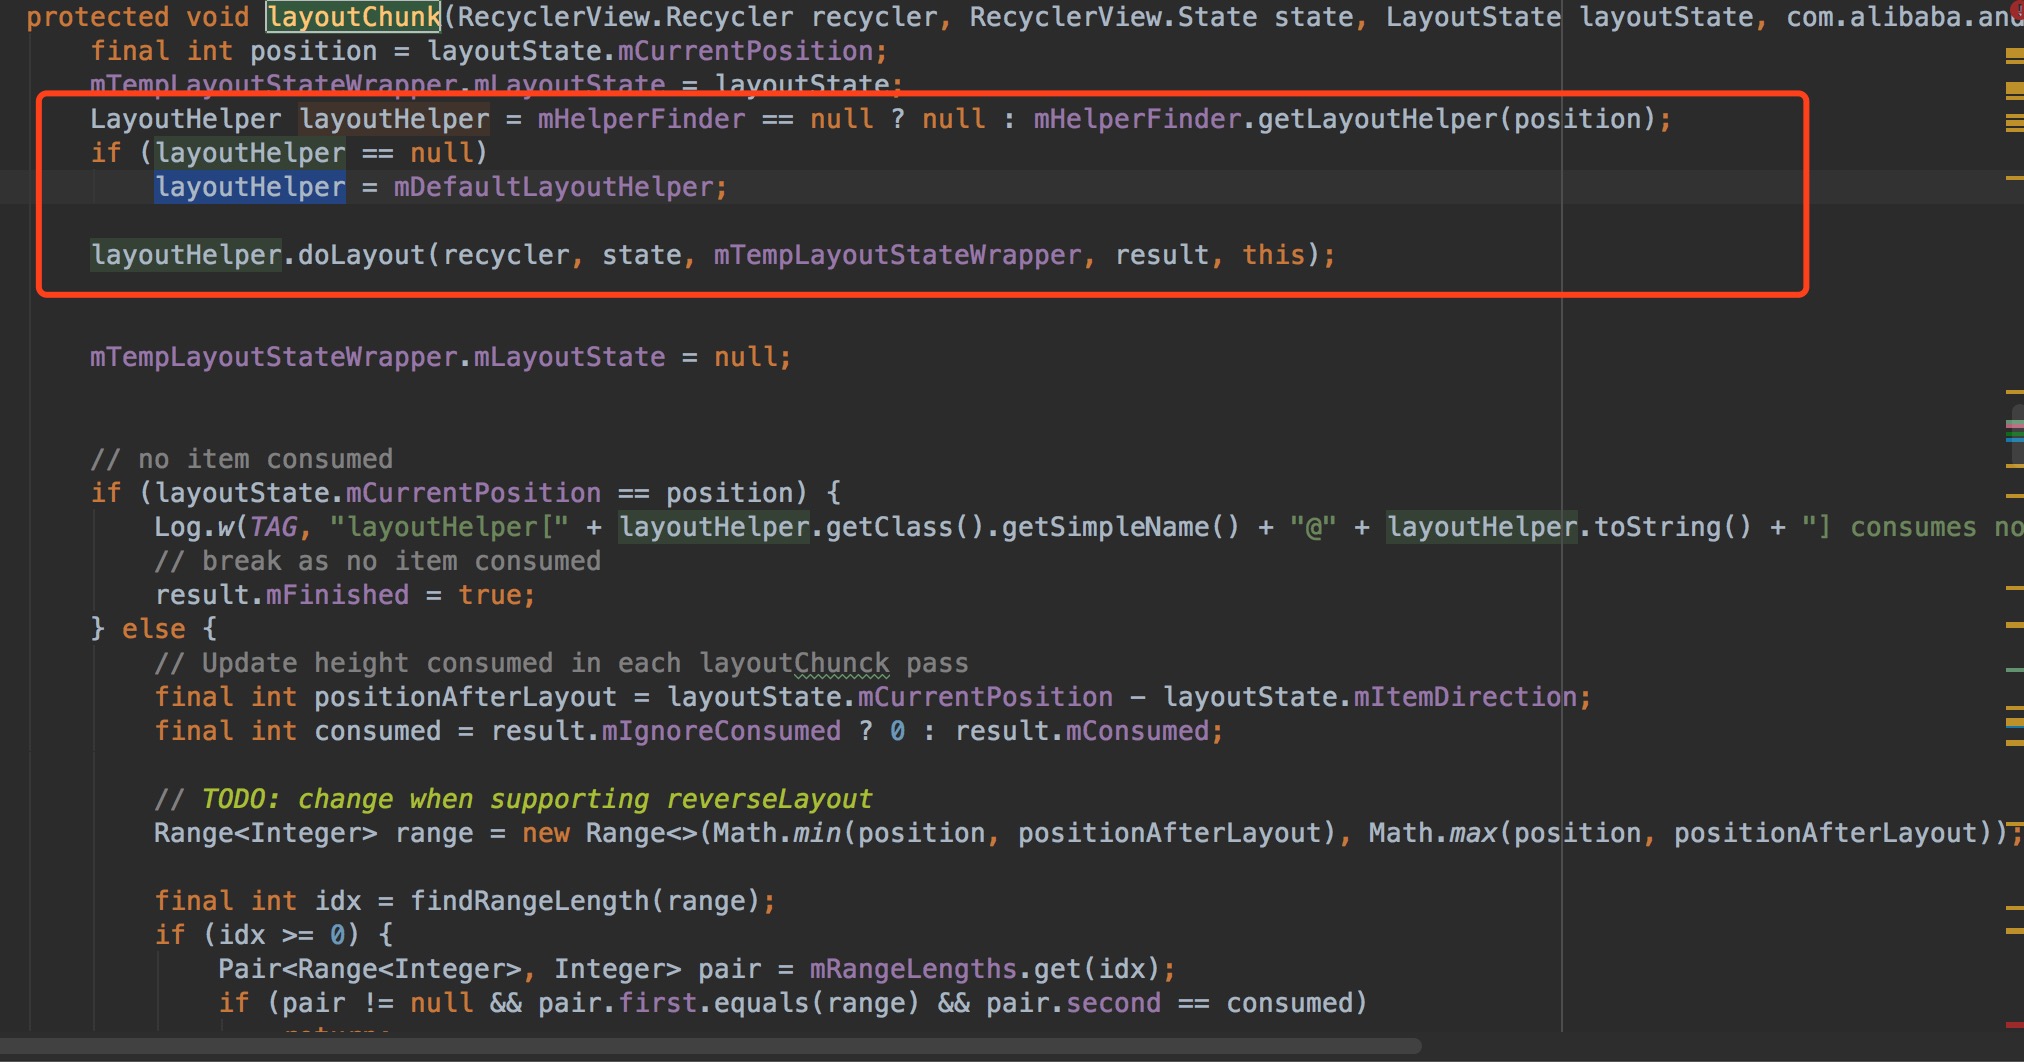 protected void layoutChunk(RecyclerView.Recycler recycler, RecyclerView.State state, LayoutState layoutState, com.alibaba.and
final int position = layoutState.mCurrentPosition;
mTempLayoutStateWrapper.mLayoutState = layoutState;
LayoutHelper layoutHelper = mHelperFinder == null ? null : mHelperFinder.getLayoutHelper(position);
if (layoutHelper == null)
layoutHelper = mDefaultLayoutHelper;
layoutHelper.doLayout(recycler, state, mTempLayoutStateWrapper, result, this);
mTempLayoutStateWrapper.mLayoutState = null;
// no item consumed
if (layoutState.mCurrentPosition == position) {
Log.w(TAG, "layoutHelper[" + layoutHelper.getClass().getSimpleName() + "@" + layoutHelper.toString() + "] consumes no
// break as no item consumed
result.mFinished = true;
} else {
// Update height consumed in each layoutChunck pass
final int positionAfterLayout = layoutState.mCurrentPosition - layoutState.mItemDirection;
final int consumed = result.mIgnoreConsumed ? 0 : result.mConsumed;
// TODO: change when supporting reverseLayout
Range<Integer> range = new Range<>(Math.min(position, positionAfterLayout), Math.max(position, positionAfterLayout));
final int idx = findRangeLength(range);
if (idx >= 0) {
Pair<Range<Integer>, Integer> pair = mRangeLengths.get(idx);
if (pair != null && pair.first.equals(range) && pair.second == consumed)